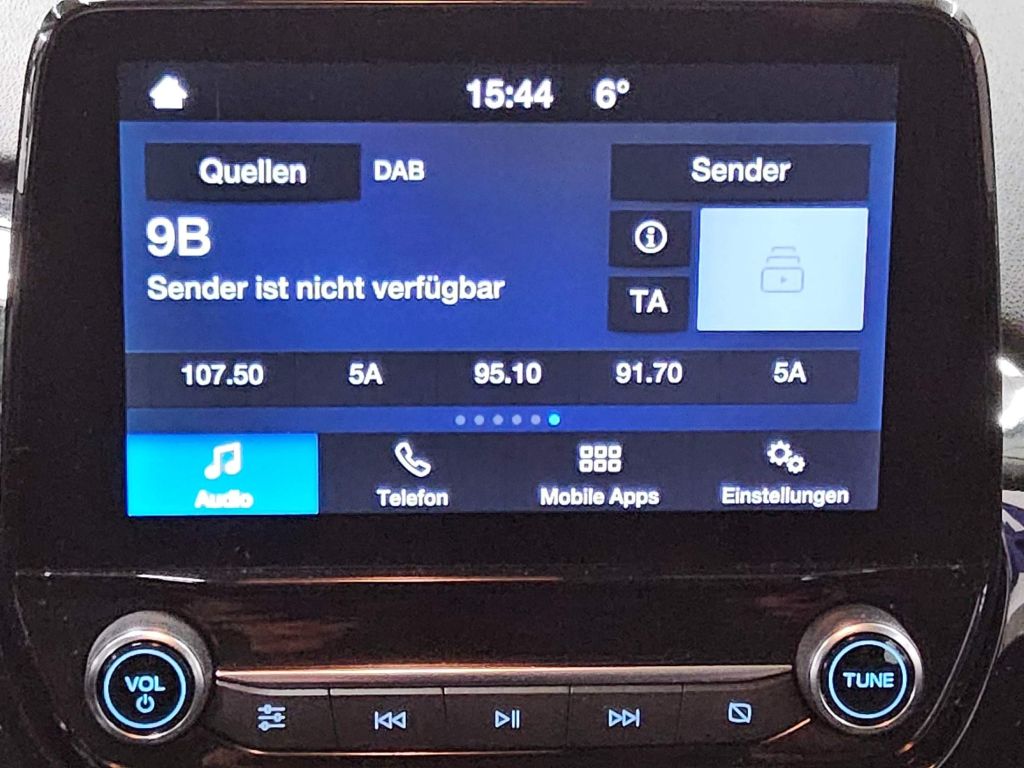 15:44 6°
Quellen DAB Sender
9B
Sender ist nicht verfügbar
TA
107.50 5A 95.10 91.70 5A
Audio Telefon Mobile Apps Einstellungen
VOL TUNE